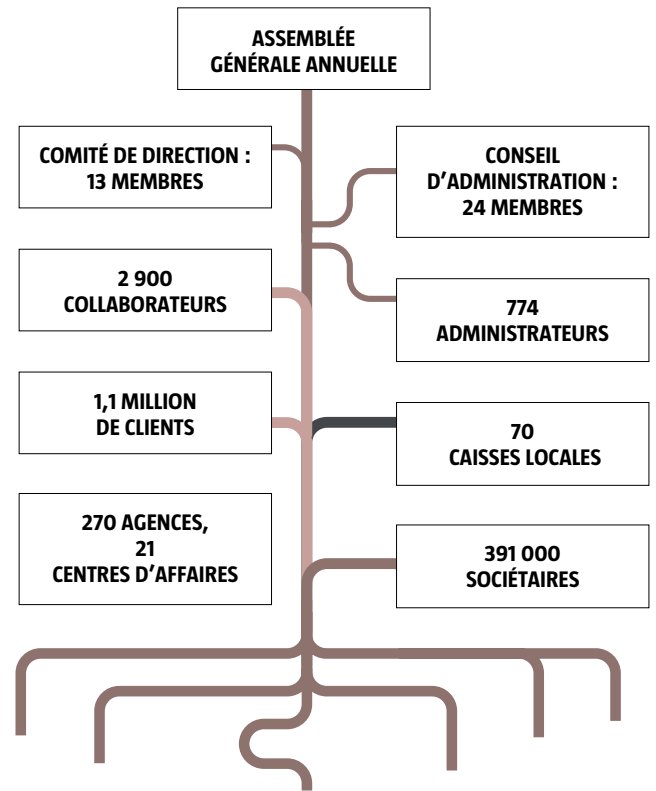 ASSEMBLÉE
GÉNÉRALE ANNUELLE
COMITÉ DE DIRECTION :
13 MEMBRES
CONSEIL
D'ADMINISTRATION :
24 MEMBRES
2 900
COLLABORATEURS
774
ADMINISTRATEURS
1,1 MILLION
DE CLIENTS
70
CAISSES LOCALES
270 AGENCES,
21
CENTRES D'AFFAIRES
391 000
SOCIÉTAIRES